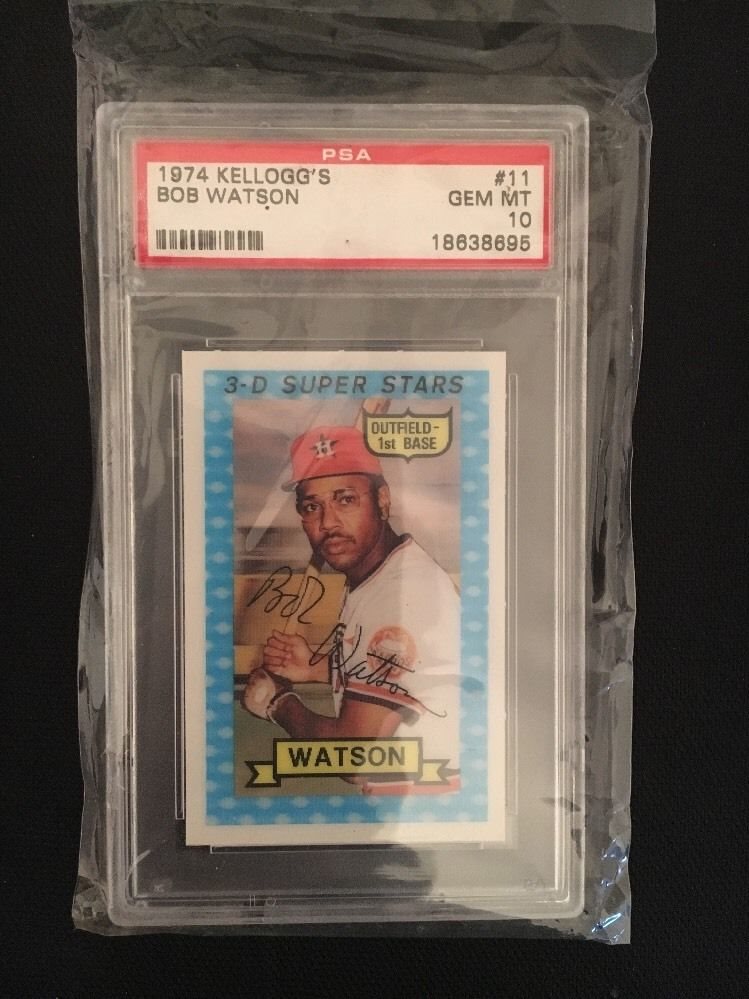 PSA
1974 KELLOGG'S #11
BOB WATSON GEM MT
10
18638695
3-D SUPER STARS
OUTFIELD-
1st BASE
H
Bob
Watson
WATSON